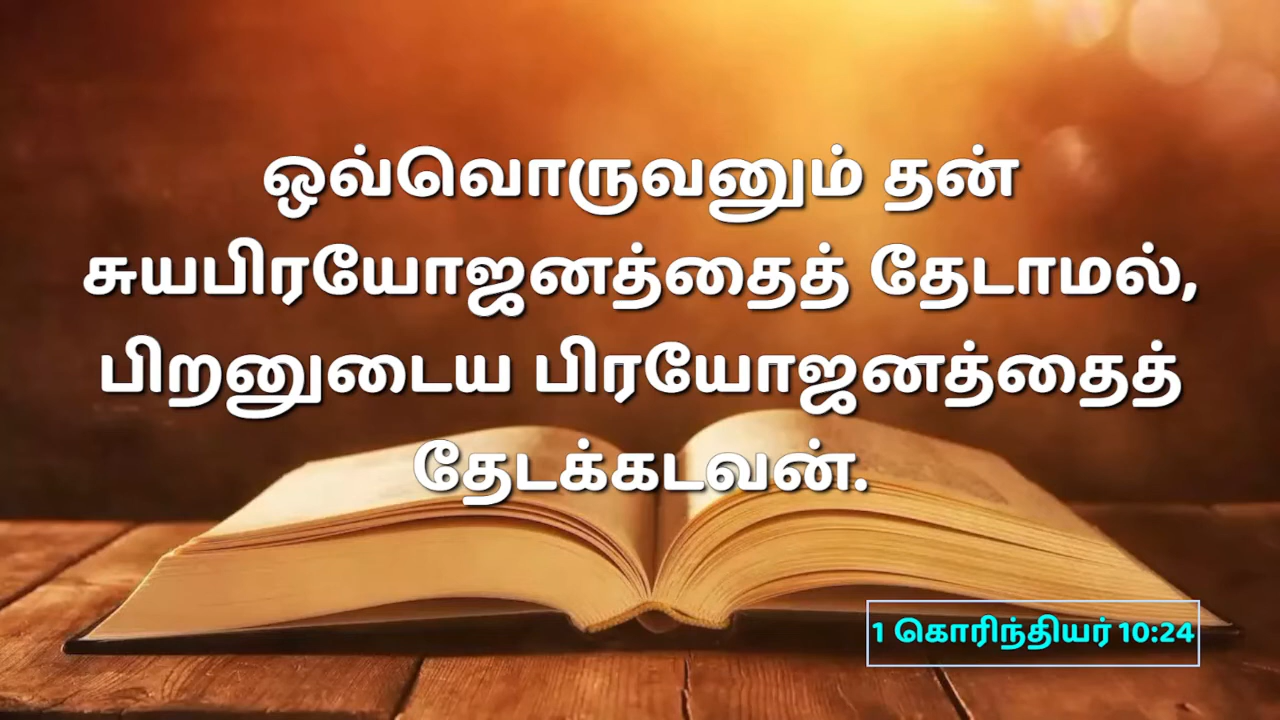 ஒவ்வொருவனும் தன்
சுயபிரயோஜனத்தைத் தேடாமல்,
பிறனுடைய பிரயோஜனத்தைத்
தேடக்கடவன்.
1 கொரிந்தியர் 10:24